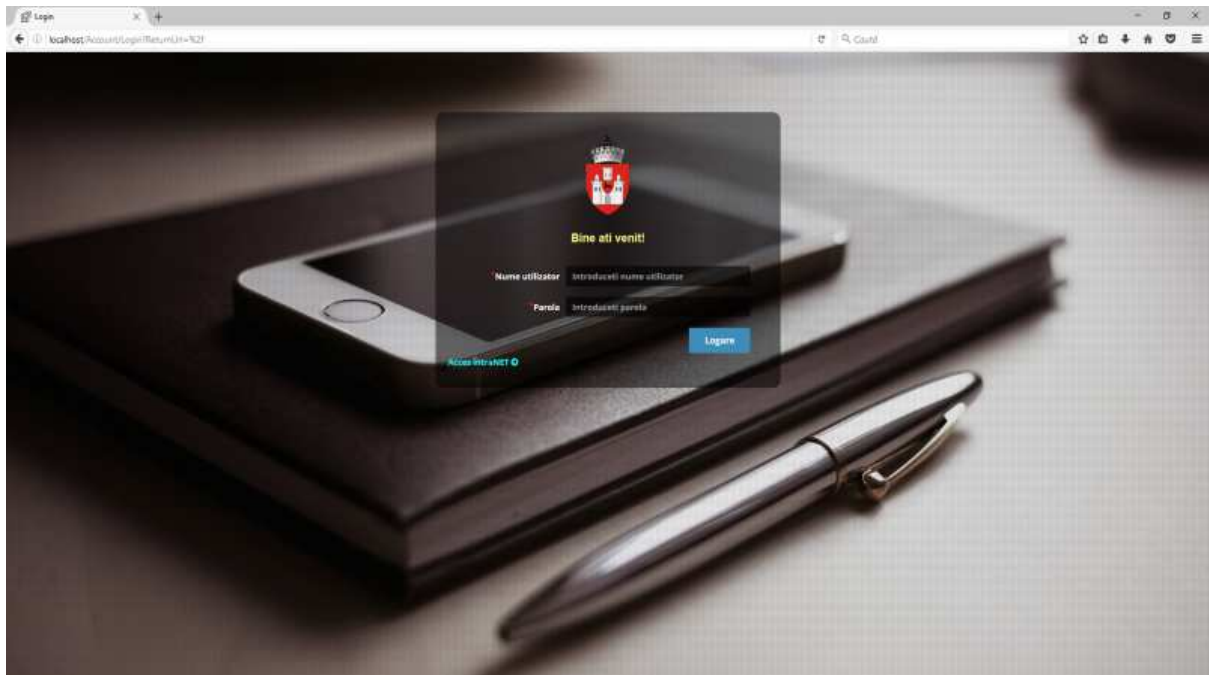 Login
localhost/Account/Login?ReturnUrl=%2F
Caută
Bine ati venit!
*Nume utilizator
Introduceti nume utilizator
*Parola
Introduceti parola
Logare
Acces IntraNET